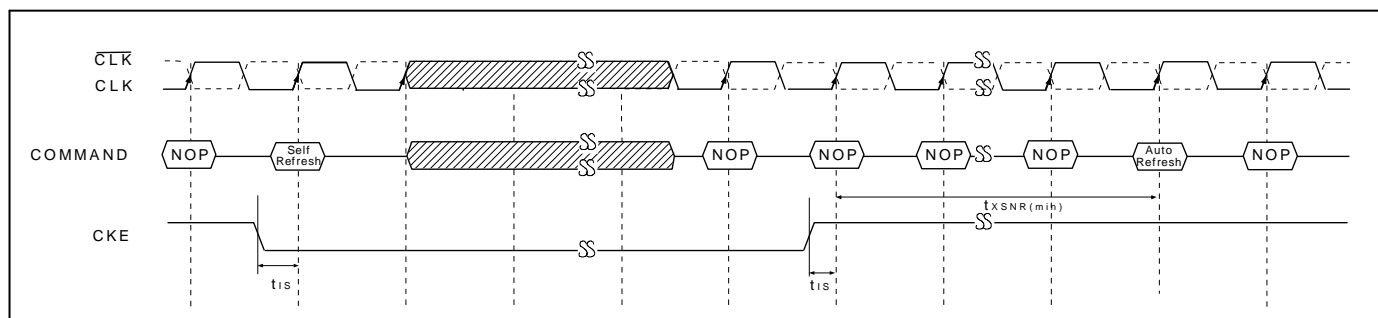 CLK
CLK
COMMAND
NOP
Self
Refresh
NOP
NOP
NOP
NOP
Auto
Refresh
NOP
tXSNR(min)
CKE
tIS
tIS